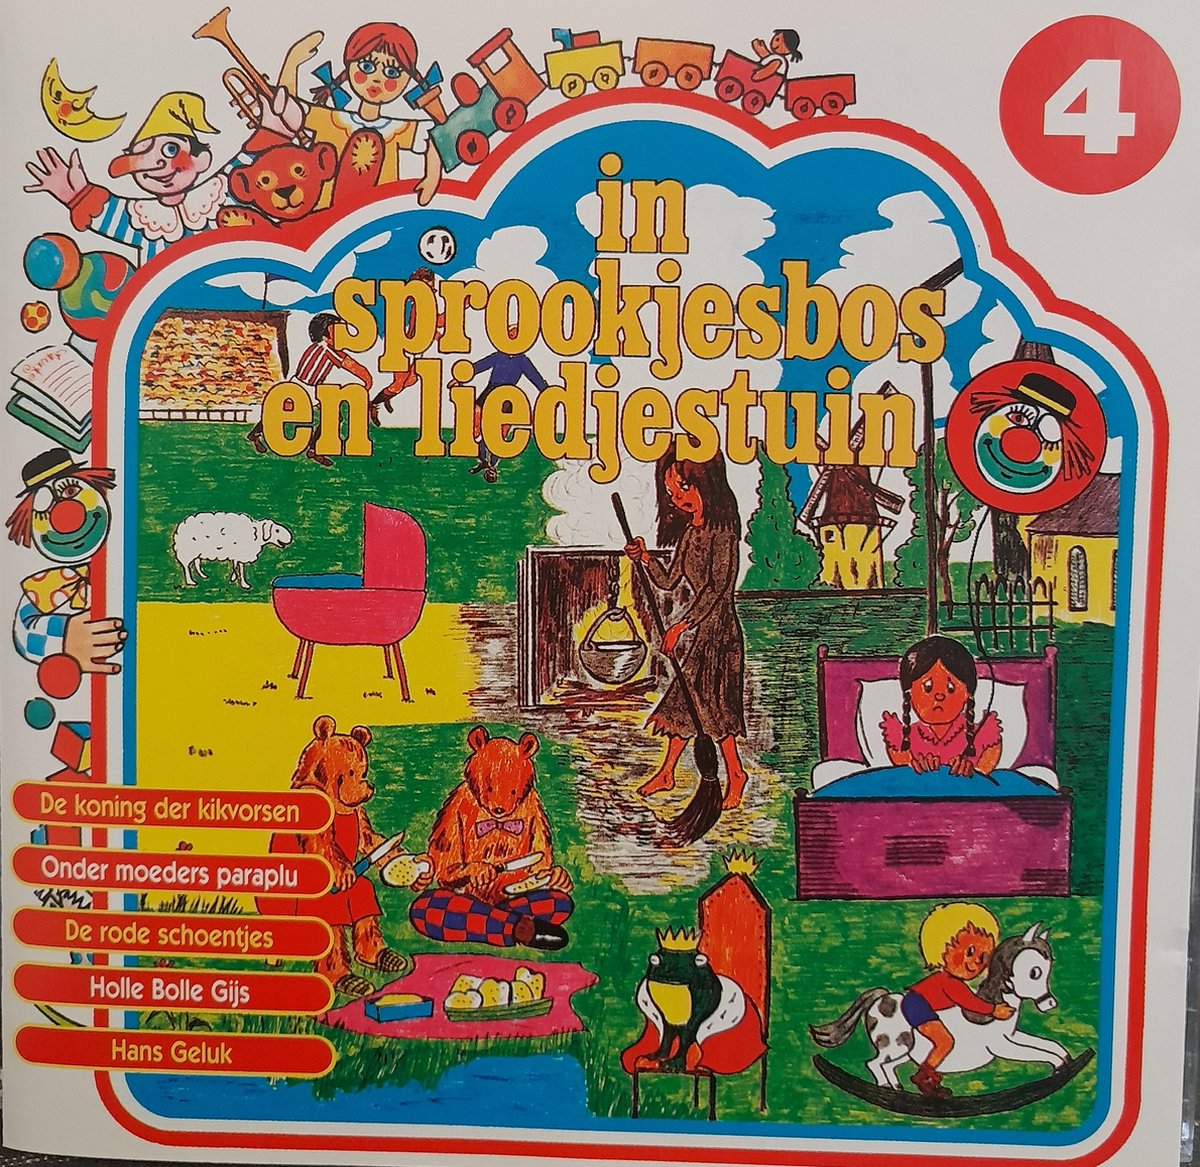 4
in
sprookjesbos
en liedjestuin
De koning der kikvorsen
Onder moeders paraplu
De rode schoentjes
Holle Bolle Gijs
Hans Geluk